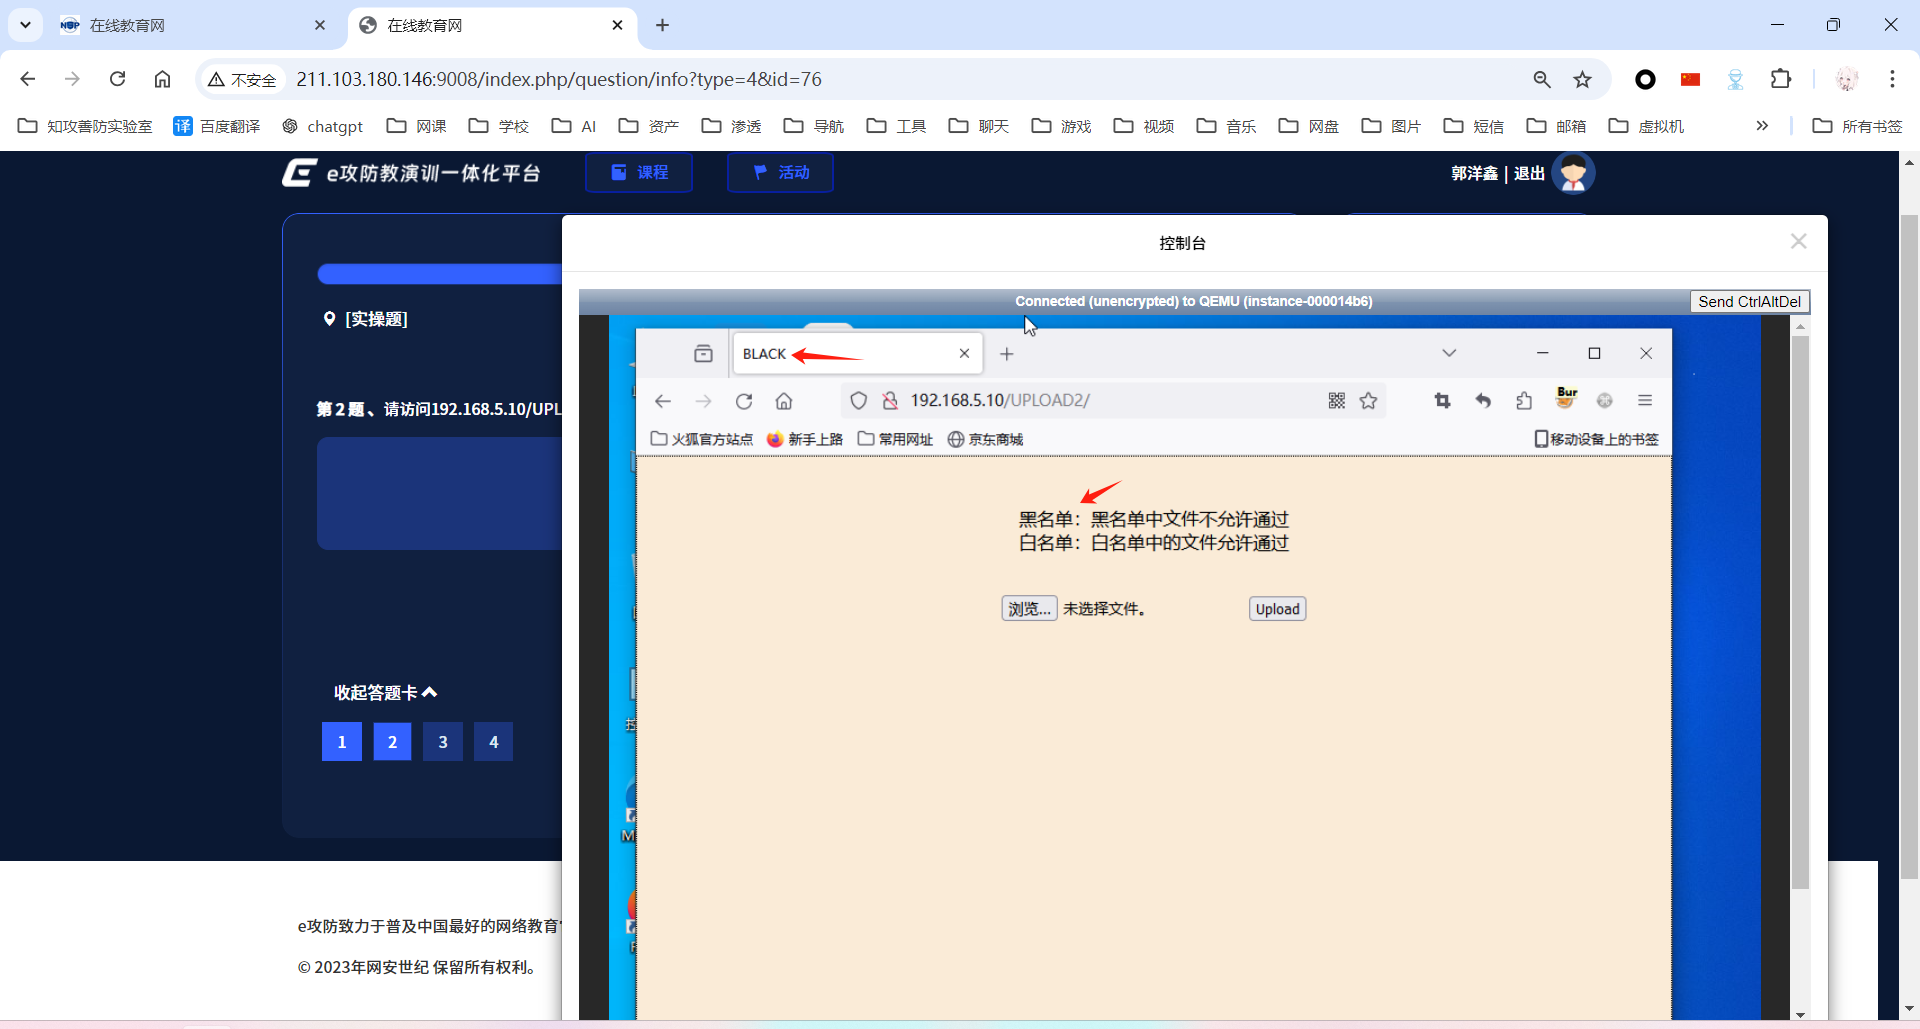 在线教育网
在线教育网
不安全
211.103.180.146:9008/index.php/question/info?type=4&id=76
知攻善防实验室
译
百度翻译
chatgpt
网课
学校
AI
资产
渗透
导航
工具
聊天
游戏
视频
音乐
网盘
图片
短信
邮箱
虚拟机
所有书签
e攻防教演训一体化平台
课程
活动
郭洋鑫 | 退出
控制台
Connected (unencrypted) to QEMU (instance-000014b6)
Send CtrlAltDel
[实操题]
BLACK
192.168.5.10/UPLOAD2/
Bur
第2题、请访问192.168.5.10/UPL
火狐官方站点
新手上路
常用网址
京东商城
移动设备上的书签
黑名单：黑名单中文件不允许通过
白名单：白名单中的文件允许通过
浏览...
未选择文件。
Upload
收起答题卡
1
2
3
4
e攻防致力于普及中国最好的网络教育
© 2023年网安世纪 保留所有权利。